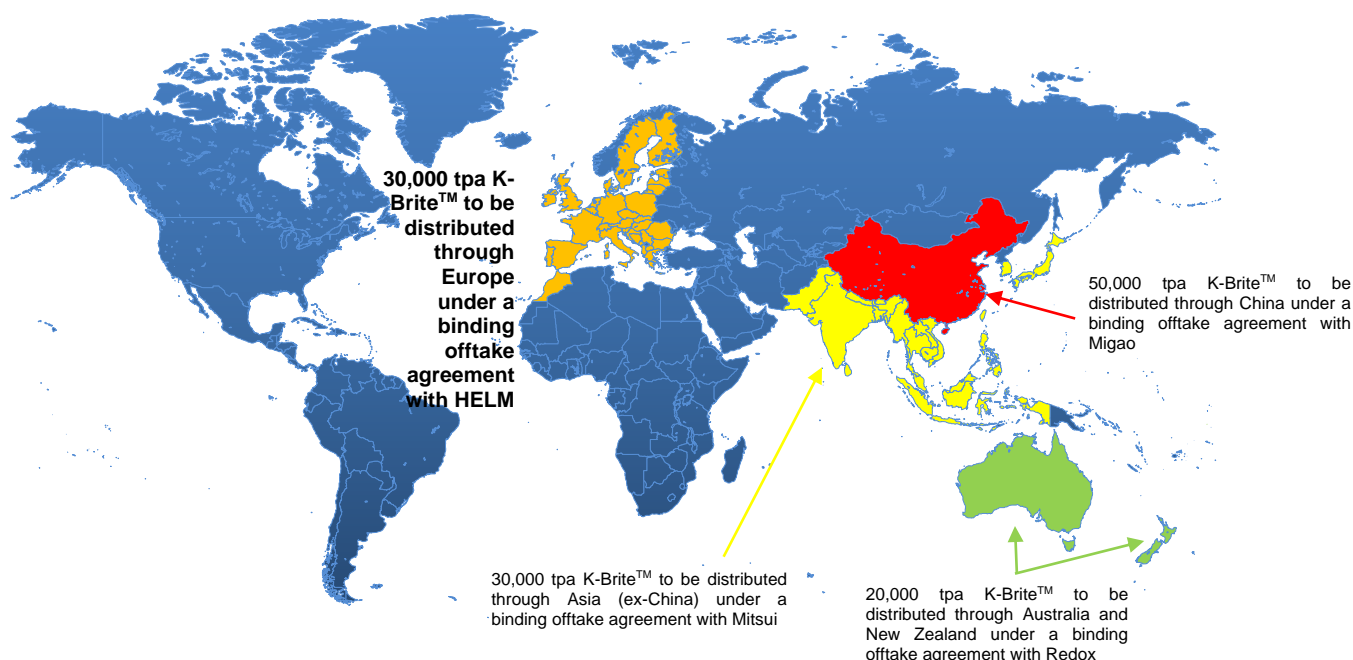 30,000 tpa K-
Brite™ to be
distributed
through
Europe
under a
binding
offtake
agreement
with HELM
50,000 tpa K-Brite™ to be
distributed through China under a
binding offtake agreement with
Migao
30,000 tpa K-Brite™ to be distributed
through Asia (ex-China) under a
binding offtake agreement with Mitsui
20,000 tpa K-Brite™ to be
distributed through Australia and
New Zealand under a binding
offtake agreement with Redox